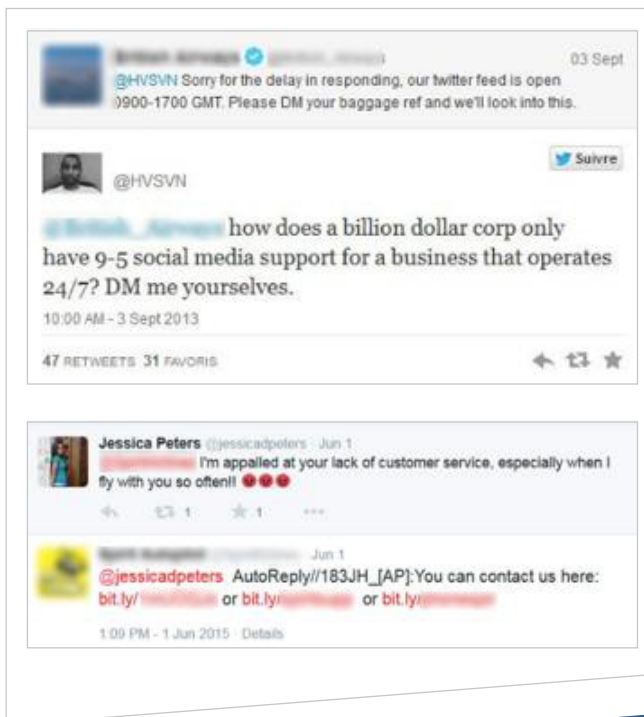 03 Sept
@HVSVN Sorry for the delay in responding, our twitter feed is open
0900-1700 GMT. Please DM your baggage ref and we'll look into this.
Suivre
@HVSVN
how does a billion dollar corp only
have 9-5 social media support for a business that operates
24/7? DM me yourselves.
10:00 AM - 3 Sept 2013
47 RETWEETS 31 FAVORIS
Jessica Peters @jessicadpeters · Jun 1
I'm appalled at your lack of customer service, especially when I
fly with you so often!!
1 1
Jun 1
@jessicadpeters AutoReply//183JH_[AP]:You can contact us here:
bit.ly/ or bit.ly/ or bit.ly/
1:09 PM - 1 Jun 2015 · Details